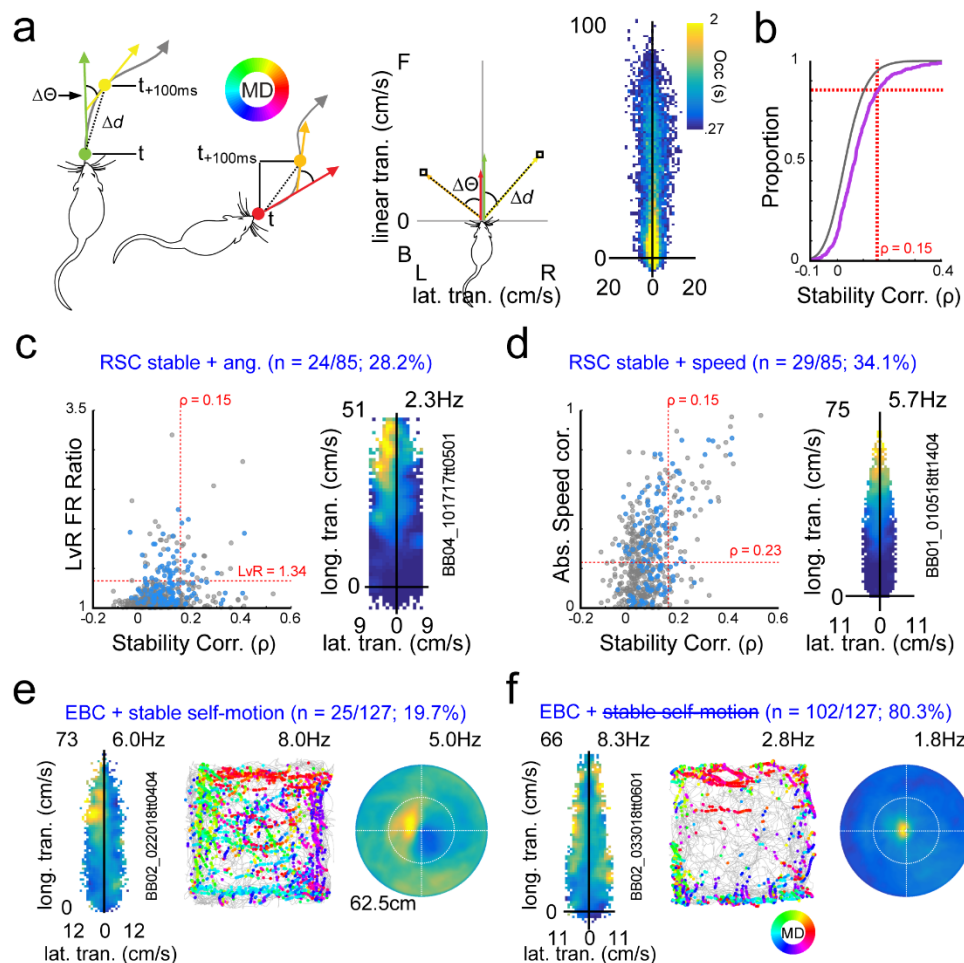 a
t+100ms
ΔΘ
Δd
t
MD
t+100ms
t
F
linear tran. (cm/s)
0
B
L
R
lat. tran. (cm/s)
ΔΘ
Δd
100
0
20 0 20
2
Occ (s)
.27
b
1
0.5
0
Proportion
ρ = 0.15
-0.1 0 0.4
Stability Corr. (ρ)
c
RSC stable + ang. (n = 24/85; 28.2%)
3.5
LvR FR Ratio
1
ρ = 0.15
LvR = 1.34
-0.2 0 0.2 0.4 0.6
Stability Corr. (ρ)
51
2.3Hz
long. tran. (cm/s)
0
BB04_101717tt0501
9 0 9
lat. tran. (cm/s)
d
RSC stable + speed (n = 29/85; 34.1%)
1
Abs. Speed cor.
0
ρ = 0.15
ρ = 0.23
-0.2 0 0.2 0.4 0.6
Stability Corr. (ρ)
75
5.7Hz
long. tran. (cm/s)
0
BB01_010518tt1404
11 0 11
lat. tran. (cm/s)
e
EBC + stable self-motion (n = 25/127; 19.7%)
73 6.0Hz
8.0Hz
5.0Hz
long. tran. (cm/s)
0
BB02_022018tt0404
62.5cm
12 0 12
lat. tran. (cm/s)
f
EBC + stable self-motion (n = 102/127; 80.3%)
66 8.3Hz
2.8Hz
1.8Hz
long. tran. (cm/s)
0
BB02_033018tt0601
11 0 11
lat. tran. (cm/s)
MD